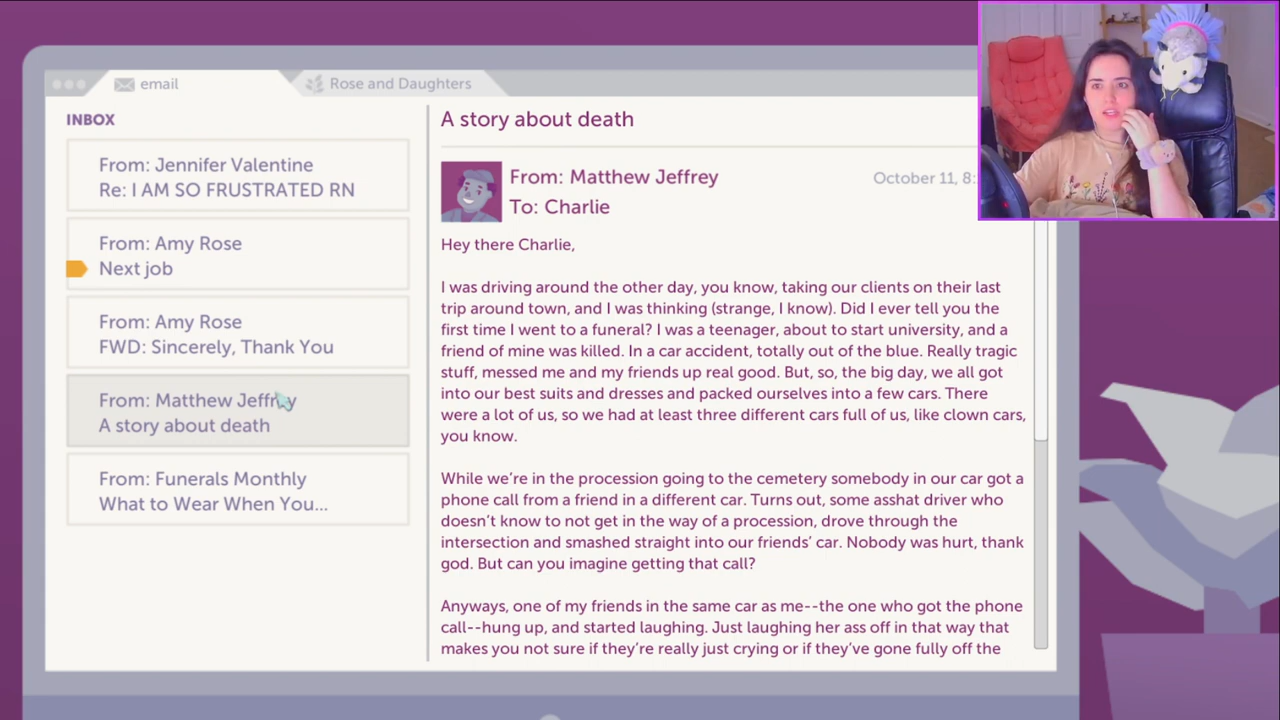 email
Rose and Daughters
INBOX
From: Jennifer Valentine
Re: I AM SO FRUSTRATED RN
From: Amy Rose
Next job
From: Amy Rose
FWD: Sincerely, Thank You
From: Matthew Jeffrey
A story about death
From: Funerals Monthly
What to Wear When You...
A story about death
From: Matthew Jeffrey
October 11, 8:
To: Charlie
Hey there Charlie,
I was driving around the other day, you know, taking our clients on their last
trip around town, and I was thinking (strange, I know). Did I ever tell you the
first time I went to a funeral? I was a teenager, about to start university, and a
friend of mine was killed. In a car accident, totally out of the blue. Really tragic
stuff, messed me and my friends up real good. But, so, the big day, we all got
into our best suits and dresses and packed ourselves into a few cars. There
were a lot of us, so we had at least three different cars full of us, like clown cars,
you know.
While we're in the procession going to the cemetery somebody in our car got a
phone call from a friend in a different car. Turns out, some asshat driver who
doesn't know to not get in the way of a procession, drove through the
intersection and smashed straight into our friends' car. Nobody was hurt, thank
god. But can you imagine getting that call?
Anyways, one of my friends in the same car as me--the one who got the phone
call--hung up, and started laughing. Just laughing her ass off in that way that
makes you not sure if they're really just crying or if they've gone fully off the